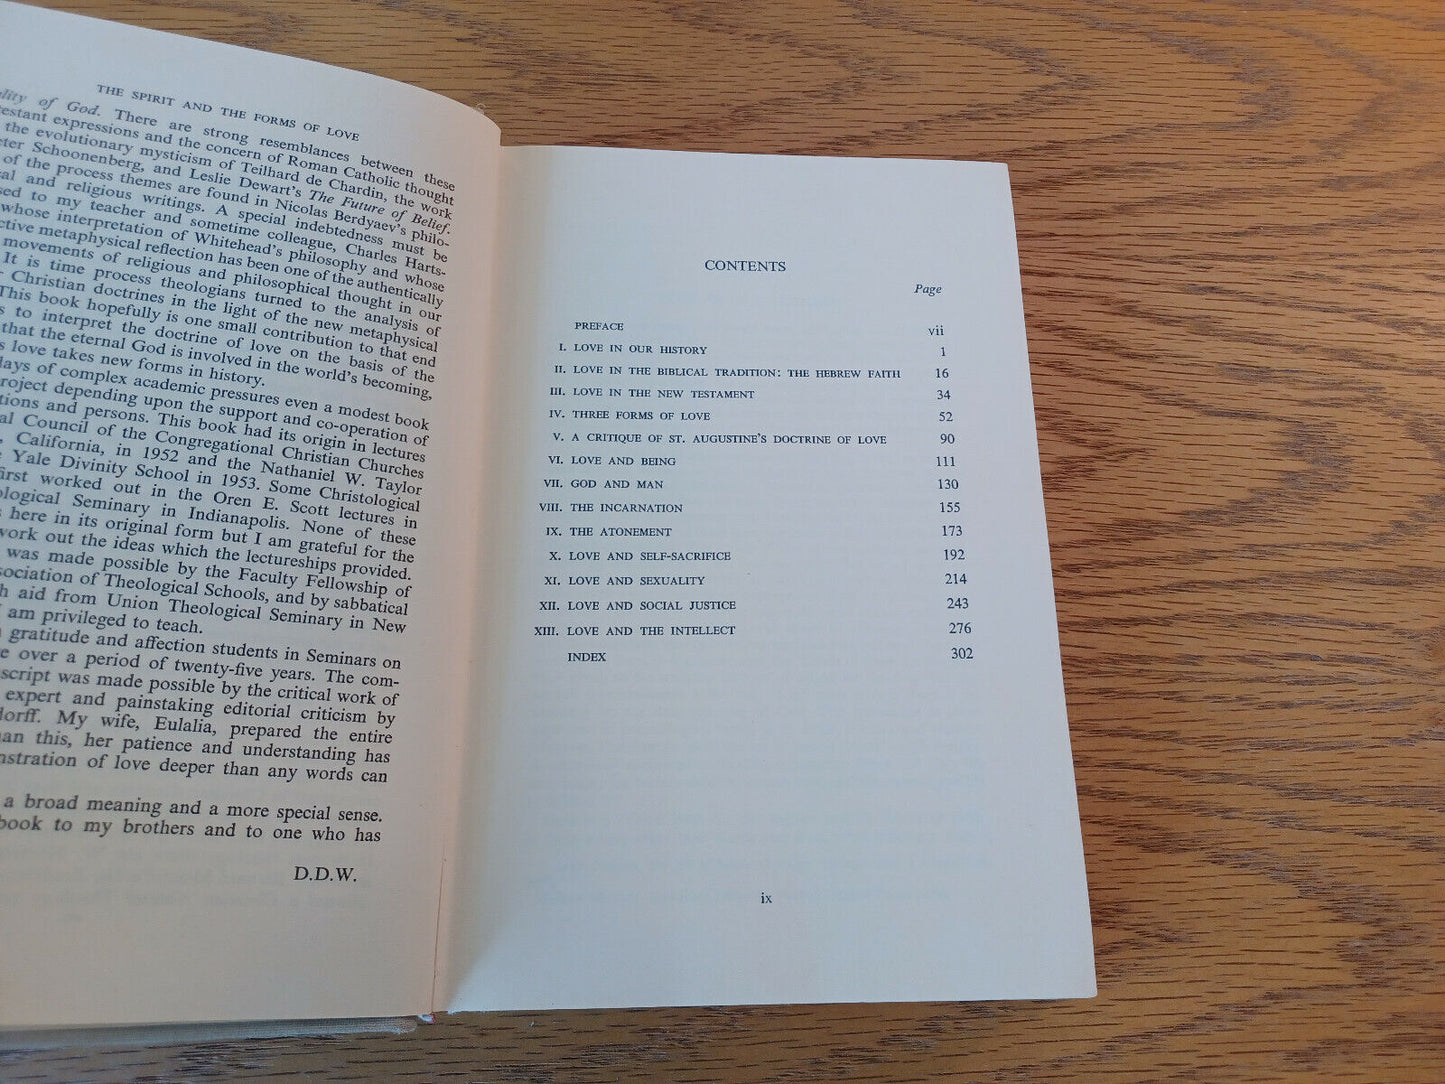 THE SPIRIT AND THE FORMS OF LOVE
of God. There are strong resemblances between these
expressions and the concern of Roman Catholic thought
the evolutionary mysticism of Teilhard de Chardin, the work
Schoonenberg, and Leslie Dewart's The Future of Belief.
of the process themes are found in Nicolas Berdyaev's philo-
and religious writings. A special indebtedness must be
to my teacher and sometime colleague, Charles Harts-
whose interpretation of Whitehead's philosophy and whose
metaphysical reflection has been one of the authentically
movements of religious and philosophical thought in our
It is time process theologians turned to the analysis of
Christian doctrines in the light of the new metaphysical
This book hopefully is one small contribution to that end
to interpret the doctrine of love on the basis of the
that the eternal God is involved in the world's becoming,
love takes new forms in history.
days of complex academic pressures even a modest book
project depending upon the support and co-operation of
and persons. This book had its origin in lectures
Council of the Congregational Christian Churches
California, in 1952 and the Nathaniel W. Taylor
Yale Divinity School in 1953. Some Christological
first worked out in the Oren E. Scott lectures in
Seminary in Indianapolis. None of these
here in its original form but I am grateful for the
work out the ideas which the lectureships provided.
was made possible by the Faculty Fellowship of
of Theological Schools, and by sabbatical
aid from Union Theological Seminary in New
I am privileged to teach.
gratitude and affection students in Seminars on
over a period of twenty-five years. The com-
was made possible by the critical work of
expert and painstaking editorial criticism by
My wife, Eulalia, prepared the entire
this, her patience and understanding has
of love deeper than any words can
a broad meaning and a more special sense.
book to my brothers and to one who has
D.D.W.
CONTENTS
Page
PREFACE vii
I. LOVE IN OUR HISTORY 1
II. LOVE IN THE BIBLICAL TRADITION: THE HEBREW FAITH 16
III. LOVE IN THE NEW TESTAMENT 34
IV. THREE FORMS OF LOVE 52
V. A CRITIQUE OF ST. AUGUSTINE'S DOCTRINE OF LOVE 90
VI. LOVE AND BEING 111
VII. GOD AND MAN 130
VIII. THE INCARNATION 155
IX. THE ATONEMENT 173
X. LOVE AND SELF-SACRIFICE 192
XI. LOVE AND SEXUALITY 214
XII. LOVE AND SOCIAL JUSTICE 243
XIII. LOVE AND THE INTELLECT 276
INDEX 302
ix